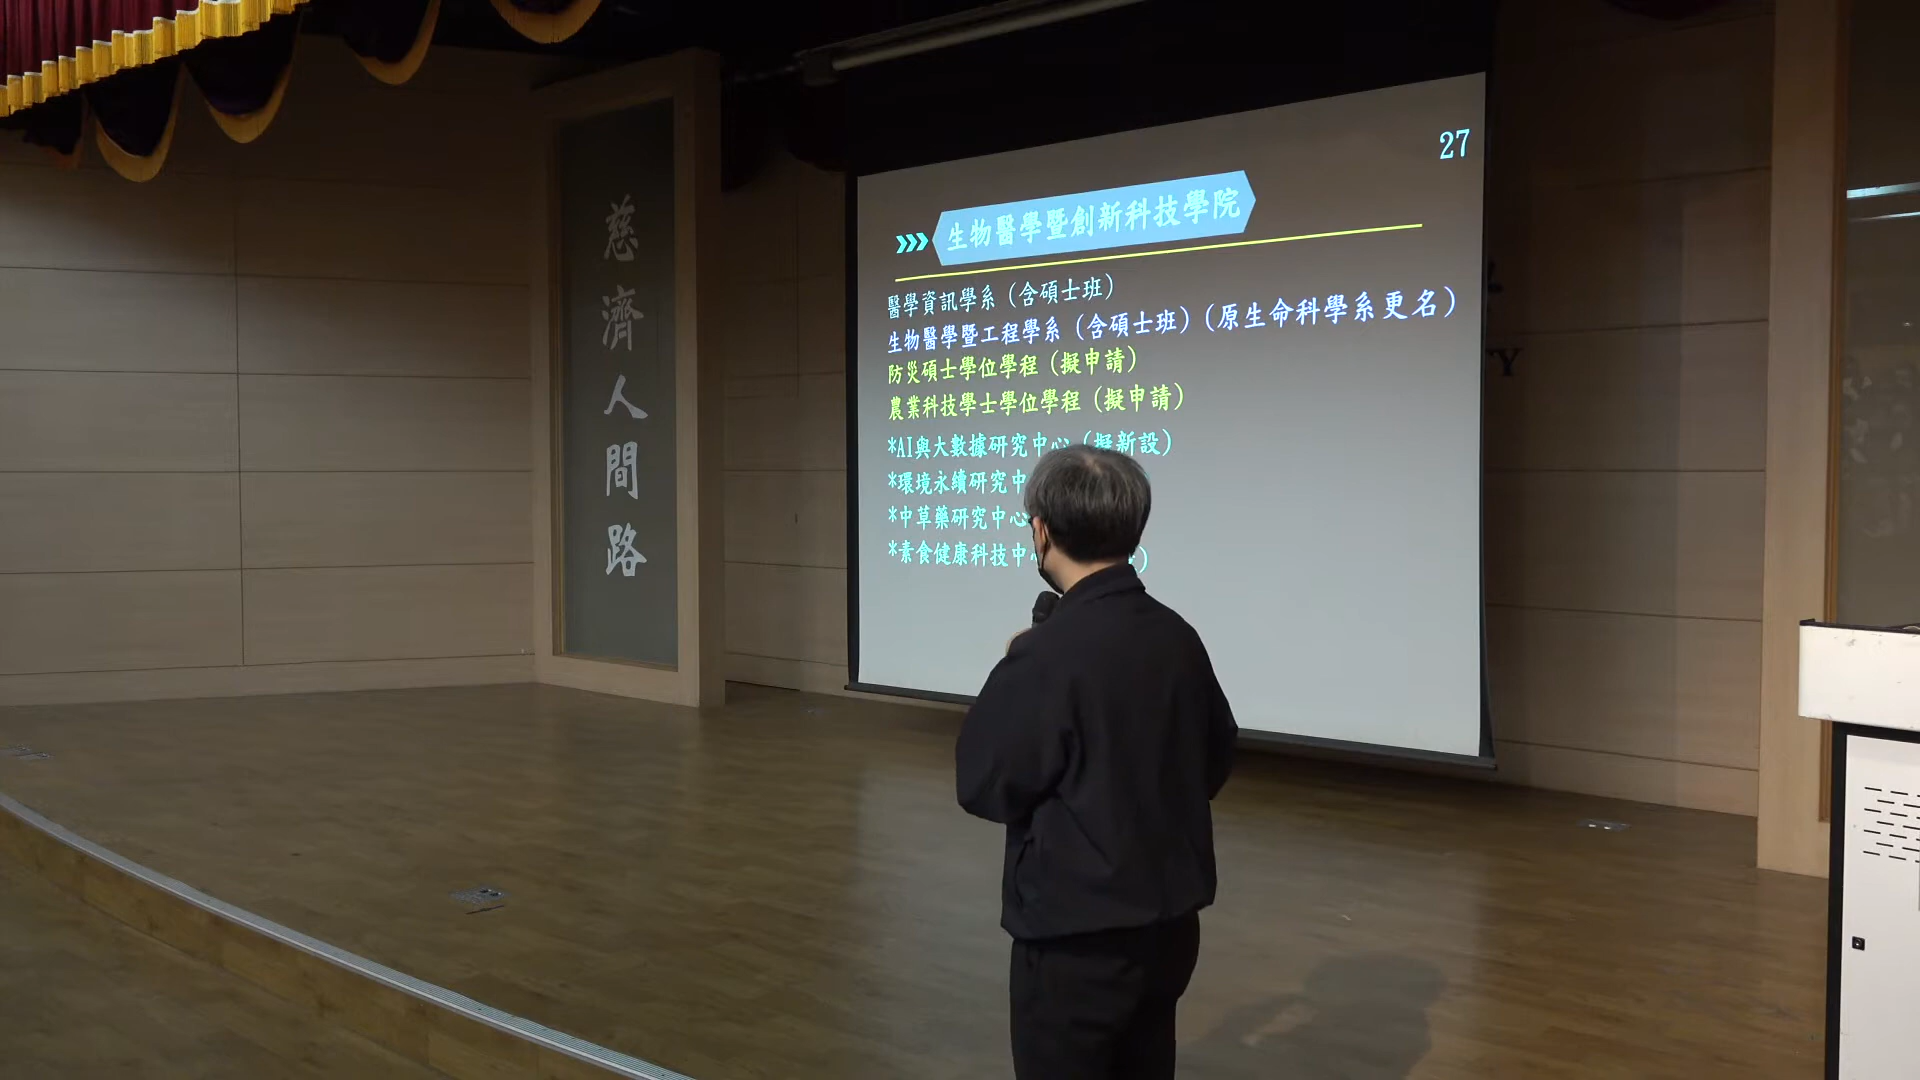 慈濟人間路
27
生物醫學暨創新科技學院
醫學資訊學系（含碩士班）
生物醫學暨工程學系（含碩士班）（原生命科學系更名）
防災碩士學位學程（擬申請）
農業科技學士學位學程（擬申請）
*AI與大數據研究中心（擬新設）
*環境永續研究中
*中草藥研究中心
*素食健康科技中
TY